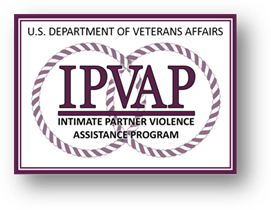 U.S. DEPARTMENT OF VETERANS AFFAIRS
IPVAP
INTIMATE PARTNER VIOLENCE
ASSISTANCE PROGRAM